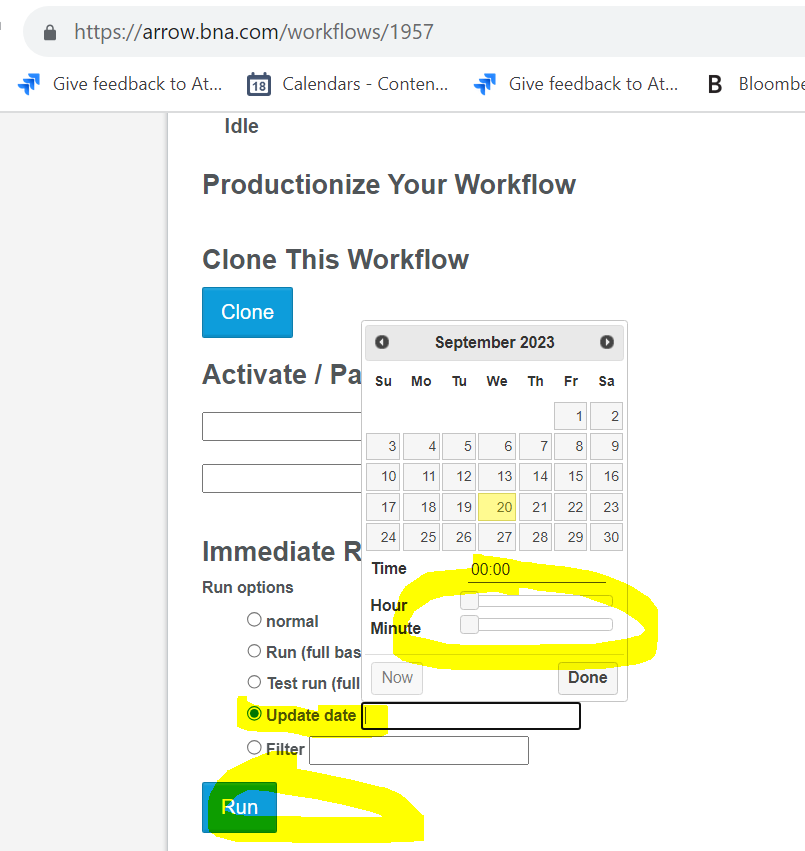 https://arrow.bna.com/workflows/1957
Give feedback to At... 18 Calendars - Conten... Give feedback to At... B Bloombe
Idle
Productionize Your Workflow
Clone This Workflow
Clone
Activate / Pa
September 2023
Su Mo Tu We Th Fr Sa
1 2
3 4 5 6 7 8 9
10 11 12 13 14 15 16
17 18 19 20 21 22 23
24 25 26 27 28 29 30
Time 00:00
Hour
Minute
Now Done
Immediate R
Run options
normal
Run (full bas
Test run (full
Update date
Filter
Run